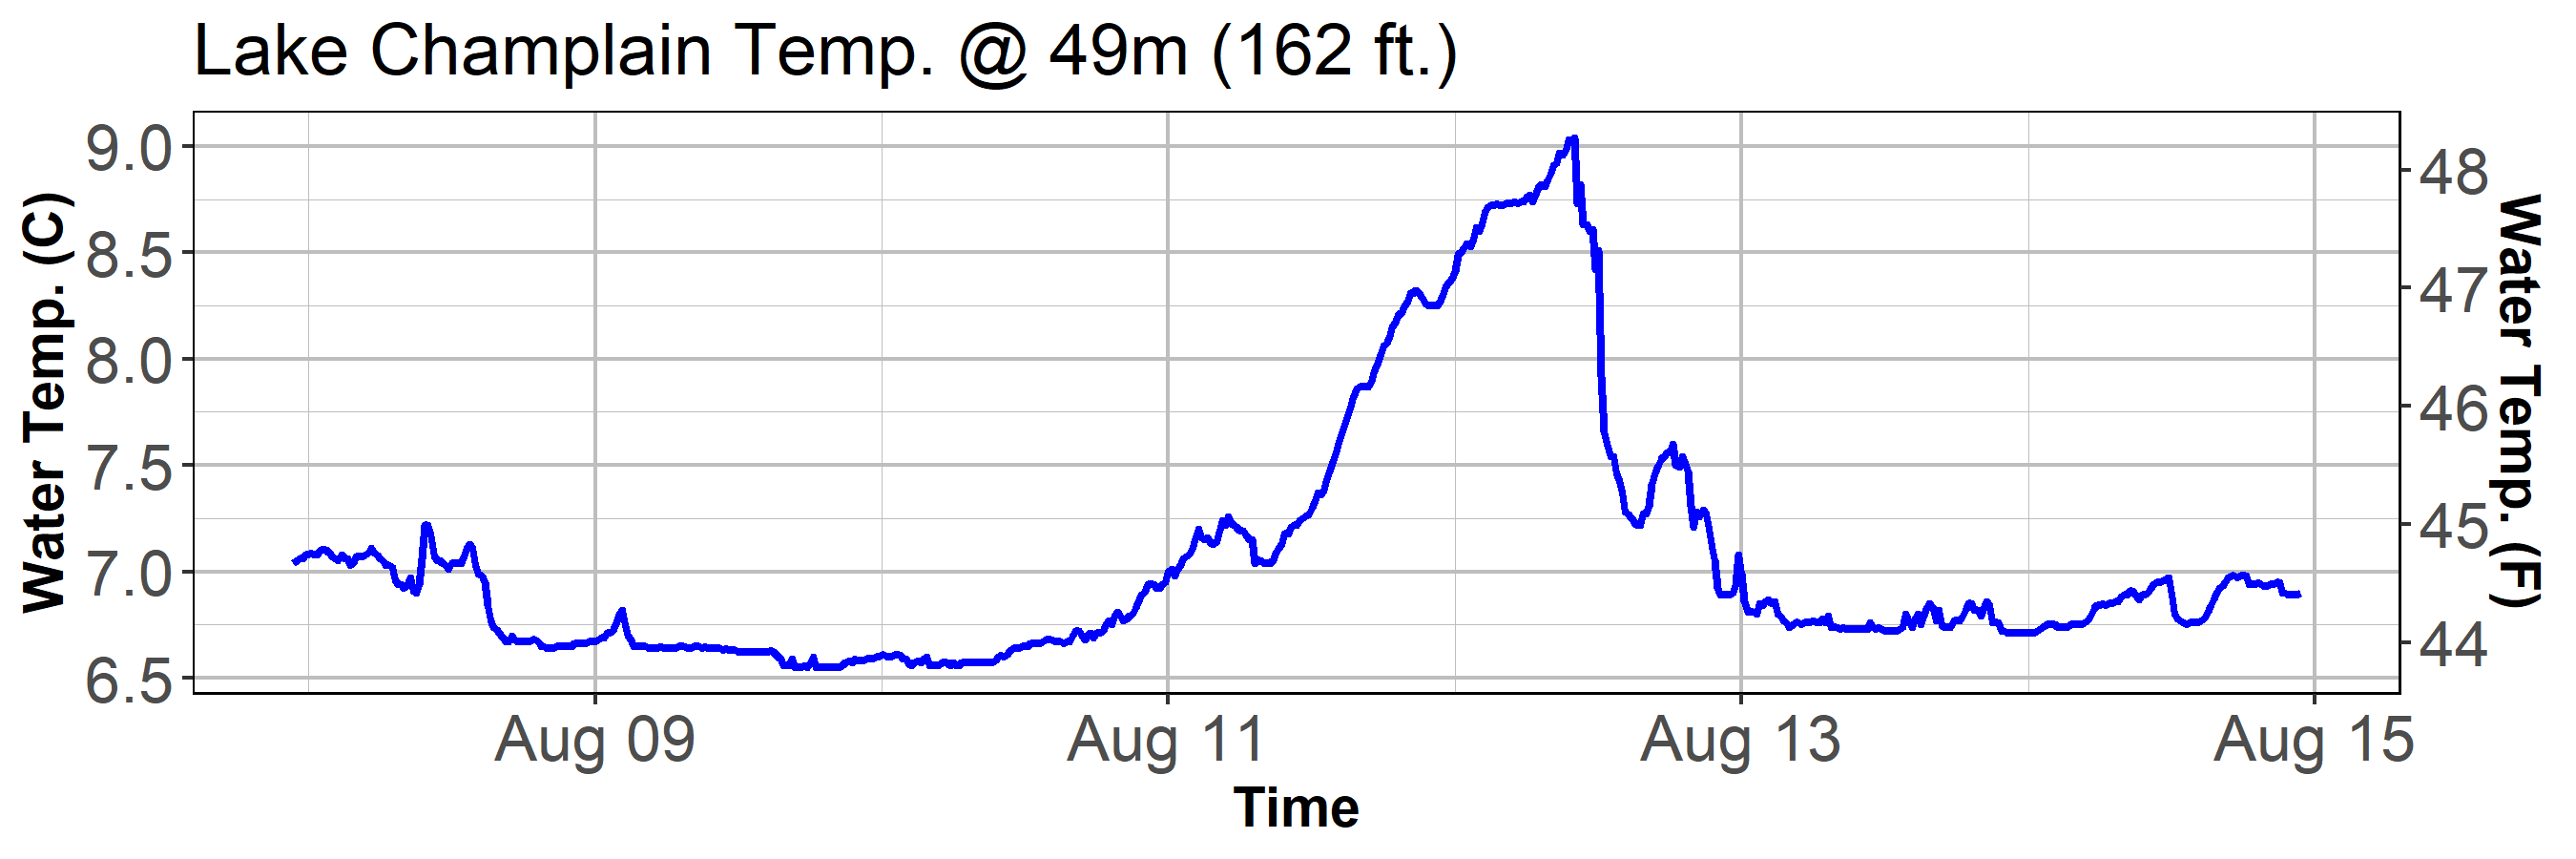 Lake Champlain Temp. @ 49m (162 ft.)
Water Temp. (C)
9.0
8.5
8.0
7.5
7.0
6.5
48
47
46
45
44
Water Temp. (F)
Aug 09 Aug 11 Aug 13 Aug 15
Time